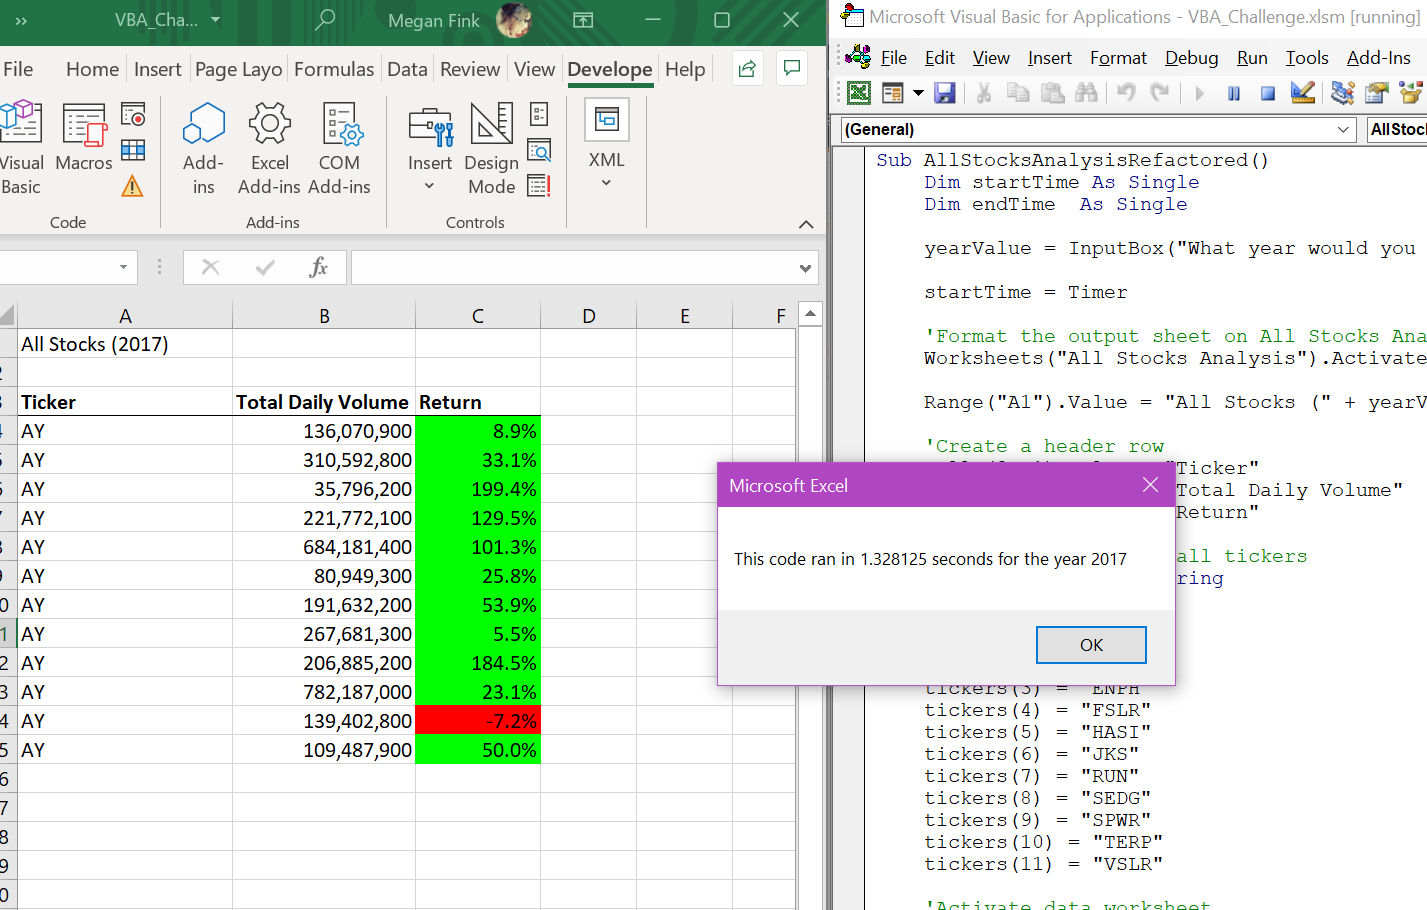 VBA_Cha...
Megan Fink
File Home Insert Page Layo Formulas Data Review View Develope Help
Visual Basic
Macros
Add-ins
Excel Add-ins
COM Add-ins
Insert
Design Mode
XML
Code
Add-ins
Controls
fx
A B C D E F
All Stocks (2017)
2
3 Ticker Total Daily Volume Return
4 AY 136,070,900 8.9%
5 AY 310,592,800 33.1%
6 AY 35,796,200 199.4%
7 AY 221,772,100 129.5%
8 AY 684,181,400 101.3%
9 AY 80,949,300 25.8%
0 AY 191,632,200 53.9%
1 AY 267,681,300 5.5%
2 AY 206,885,200 184.5%
3 AY 782,187,000 23.1%
4 AY 139,402,800 -7.2%
5 AY 109,487,900 50.0%
6
7
8
9
0
Microsoft Visual Basic for Applications - VBA_Challenge.xlsm [running]
File Edit View Insert Format Debug Run Tools Add-Ins
(General)
AllStoc
Sub AllStocksAnalysisRefactored()
Dim startTime As Single
Dim endTime  As Single
yearValue = InputBox("What year would you
startTime = Timer
'Format the output sheet on All Stocks Ana
Worksheets("All Stocks Analysis").Activate
Range("A1").Value = "All Stocks (" + yearV
'Create a header row
"Ticker"
Total Daily Volume"
Return"
all tickers
ring
Microsoft Excel
This code ran in 1.328125 seconds for the year 2017
OK
tickers(3) = "ENPH"
tickers(4) = "FSLR"
tickers(5) = "HASI"
tickers(6) = "JKS"
tickers(7) = "RUN"
tickers(8) = "SEDG"
tickers(9) = "SPWR"
tickers(10) = "TERP"
tickers(11) = "VSLR"
'Activate data worksheet